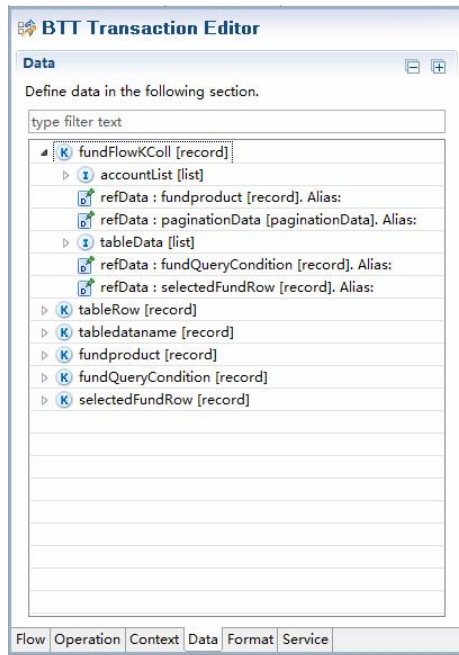 BTT Transaction Editor
Data
Define data in the following section.
type filter text
K fundFlowKColl [record]
I accountList [list]
D refData : fundproduct [record]. Alias:
D refData : paginationData [paginationData]. Alias:
I tableData [list]
D refData : fundQueryCondition [record]. Alias:
D refData : selectedFundRow [record]. Alias:
K tableRow [record]
K tabledataname [record]
K fundproduct [record]
K fundQueryCondition [record]
K selectedFundRow [record]
Flow Operation Context Data Format Service